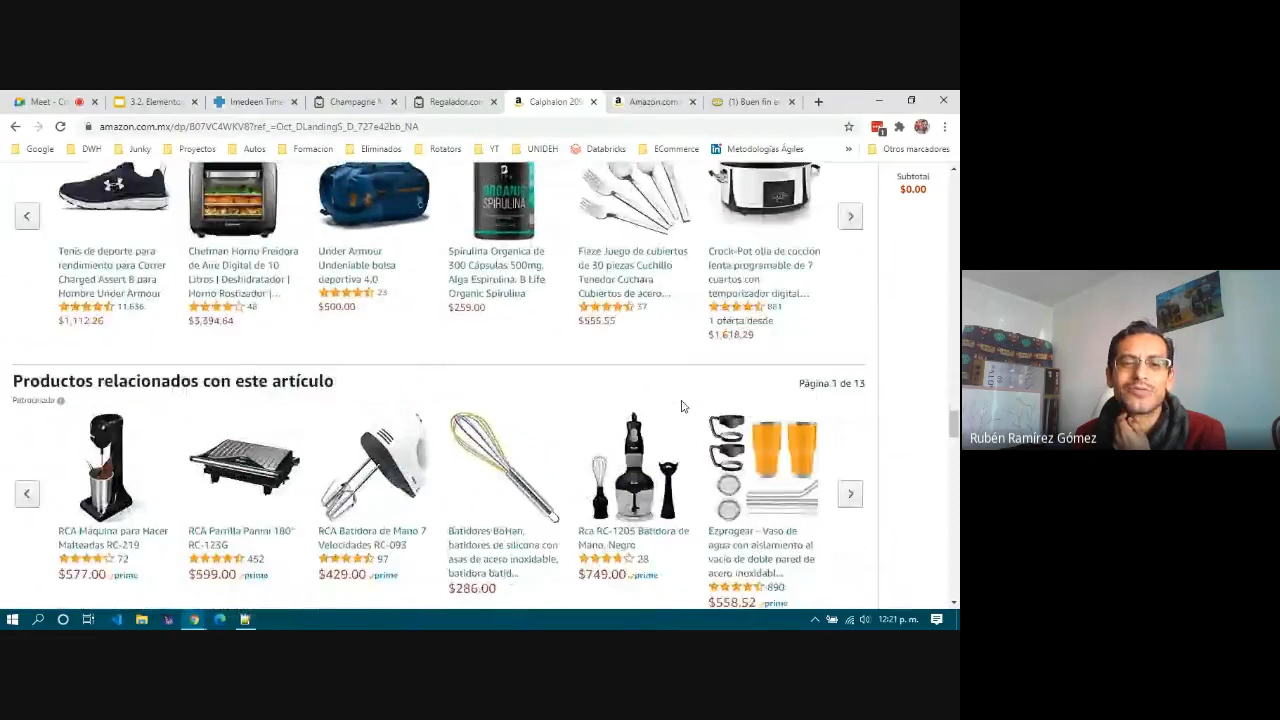 Meet - Co
3.2. Elemento
Imedeen Time
Champagne M
Regalador.com
Calphalon 209
Amazon.com
(1) Buen fin e
amazon.com.mx/dp/B07VC4WKV8?ref_=Oct_DLandingS_D_727e42bb_NA
Google DWH Junky Proyectos Autos Formacion Eliminados Rotators YT UNIDEH Databricks ECommerce Metodologías Ágiles » Otros marcadores
Subtotal
$0.00
ORGANIC
SPIRULINA
Tenis de deporte para
rendimiento para Correr
Charged Assert 8 para
Hombre Under Armour
11,636
$1,112.26
Chefman Horno Freidora
de Aire Digital de 10
Litros | Deshidratador |
Horno Rostizador |...
48
$3,394.64
Under Armour
Undeniable bolsa
deportiva 4.0
23
$500.00
Spirulina Organica de
300 Cápsulas 500mg.
Alga Espirulina. B Life
Organic Spirulina
$259.00
Juego de cubiertos
de 30 piezas Cuchillo
Tenedor Cuchara
Cubiertos de acero...
37
$555.55
Crock-Pot olla de cocción
lenta programable de 7
cuartos con
temporizador digital...
881
1 oferta desde
$1,618.29
Productos relacionados con este artículo
Página 1 de 13
Patrocinado
RCA Máquina para Hacer
Malteadas RC-219
72
$577.00 prime
RCA Parrilla Panini 180°
RC-123G
452
$599.00 prime
RCA Batidora de Mano 7
Velocidades RC-093
97
$429.00 prime
Batidores BoHan,
batidores de silicona con
asas de acero inoxidable,
batidora batid...
$286.00
Rca RC-1205 Batidora de
Mano, Negro
28
$749.00 prime
Ezprogear – Vaso de
agua con aislamiento al
vacío de doble pared de
acero inoxidabl...
890
$558.52 prime
12:21 p. m.
Rubén Ramírez Gómez